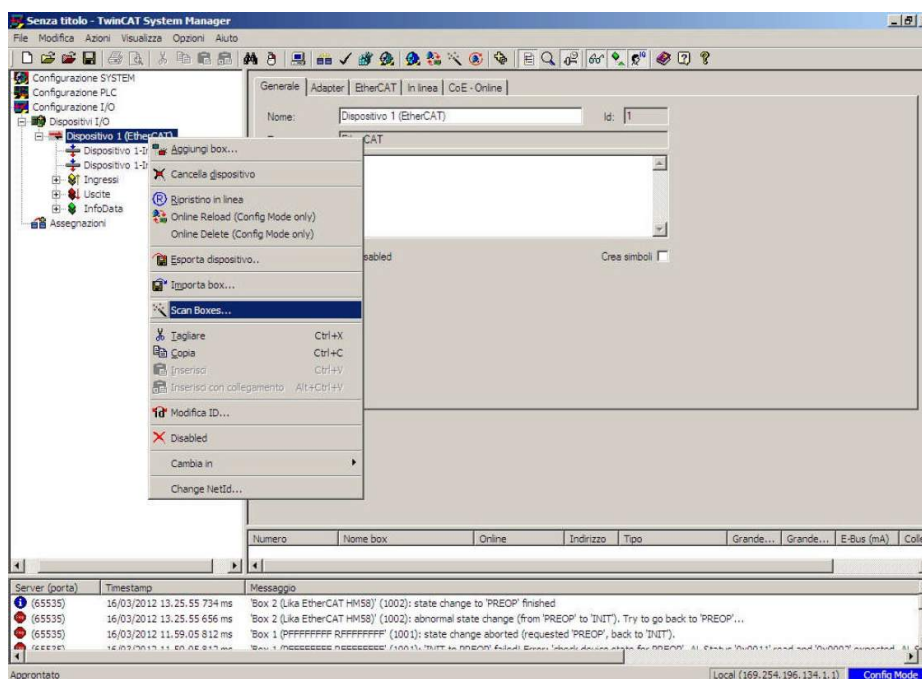 Senza titolo - TwinCAT System Manager
File Modifica Azioni Visualizza Opzioni Aiuto
Configurazione SYSTEM
Configurazione PLC
Configurazione I/O
Dispositivi I/O
Dispositivo 1 (EtherCAT)
Dispositivo 1-Ir
Dispositivo 1-Ir
Ingressi
Uscite
InfoData
Assegnazioni
Aggiungi box...
Cancella dispositivo
Ripristino in linea
Online Reload (Config Mode only)
Online Delete (Config Mode only)
Esporta dispositivo..
Importa box...
Scan Boxes...
Tagliare Ctrl+X
Copia Ctrl+C
Inserisci Ctrl+V
Inserisci con collegamento Alt+Ctrl+V
Modifica ID...
Disabled
Cambia in
Change NetId...
Generale Adapter EtherCAT In linea CoE - Online
Nome: Dispositivo 1 (EtherCAT) Id: 1
CAT
sabled Crea simboli
Numero Nome box Online Indirizzo Tipo Grande... Grande... E-Bus (mA)
Server (porta) Timestamp Messaggio
(65535) 16/03/2012 13.25.55 734 ms 'Box 2 (Lika EtherCAT HM58)' (1002): state change to 'PREOP' finished
(65535) 16/03/2012 13.25.55 656 ms 'Box 2 (Lika EtherCAT HM58)' (1002): abnormal state change (from 'PREOP' to 'INIT'). Try to go back to 'PREOP'...
(65535) 16/03/2012 11.59.05 812 ms 'Box 1 (PFFFFFFFF RFFFFFFFF)' (1001): state change aborted (requested 'PREOP', back to 'INIT').
Approntato Local (169.254.196.134.1.1) Config Mode